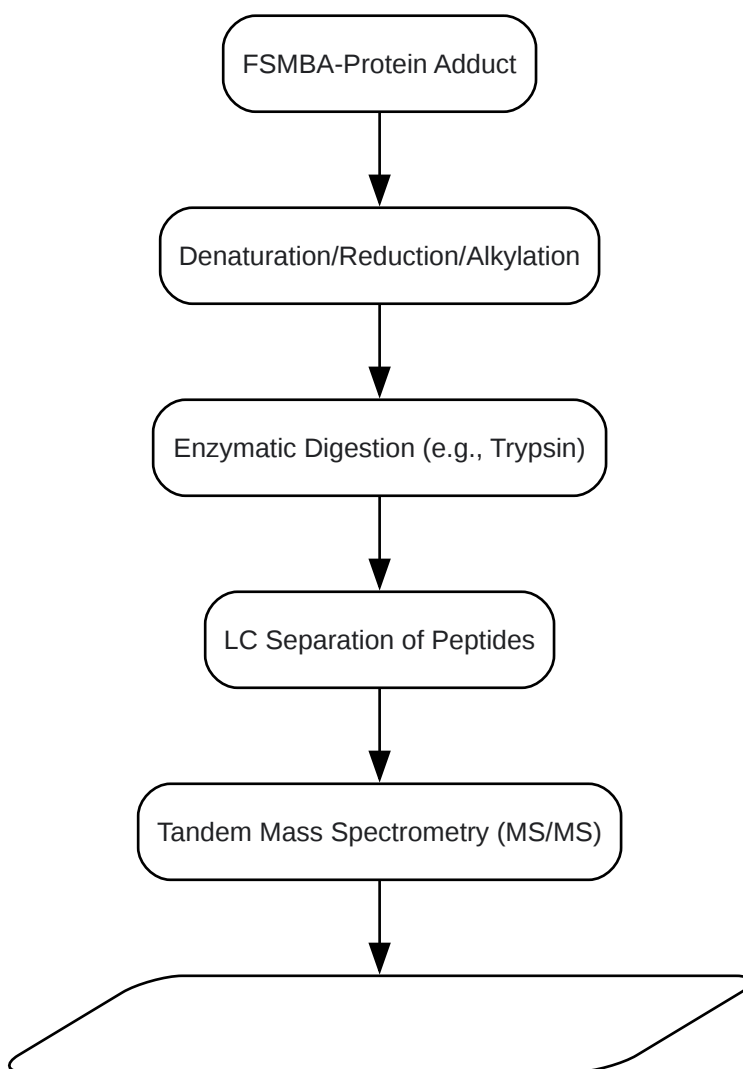 FSMBA-Protein Adduct
Denaturation/Reduction/Alkylation
Enzymatic Digestion (e.g., Trypsin)
LC Separation of Peptides
Tandem Mass Spectrometry (MS/MS)